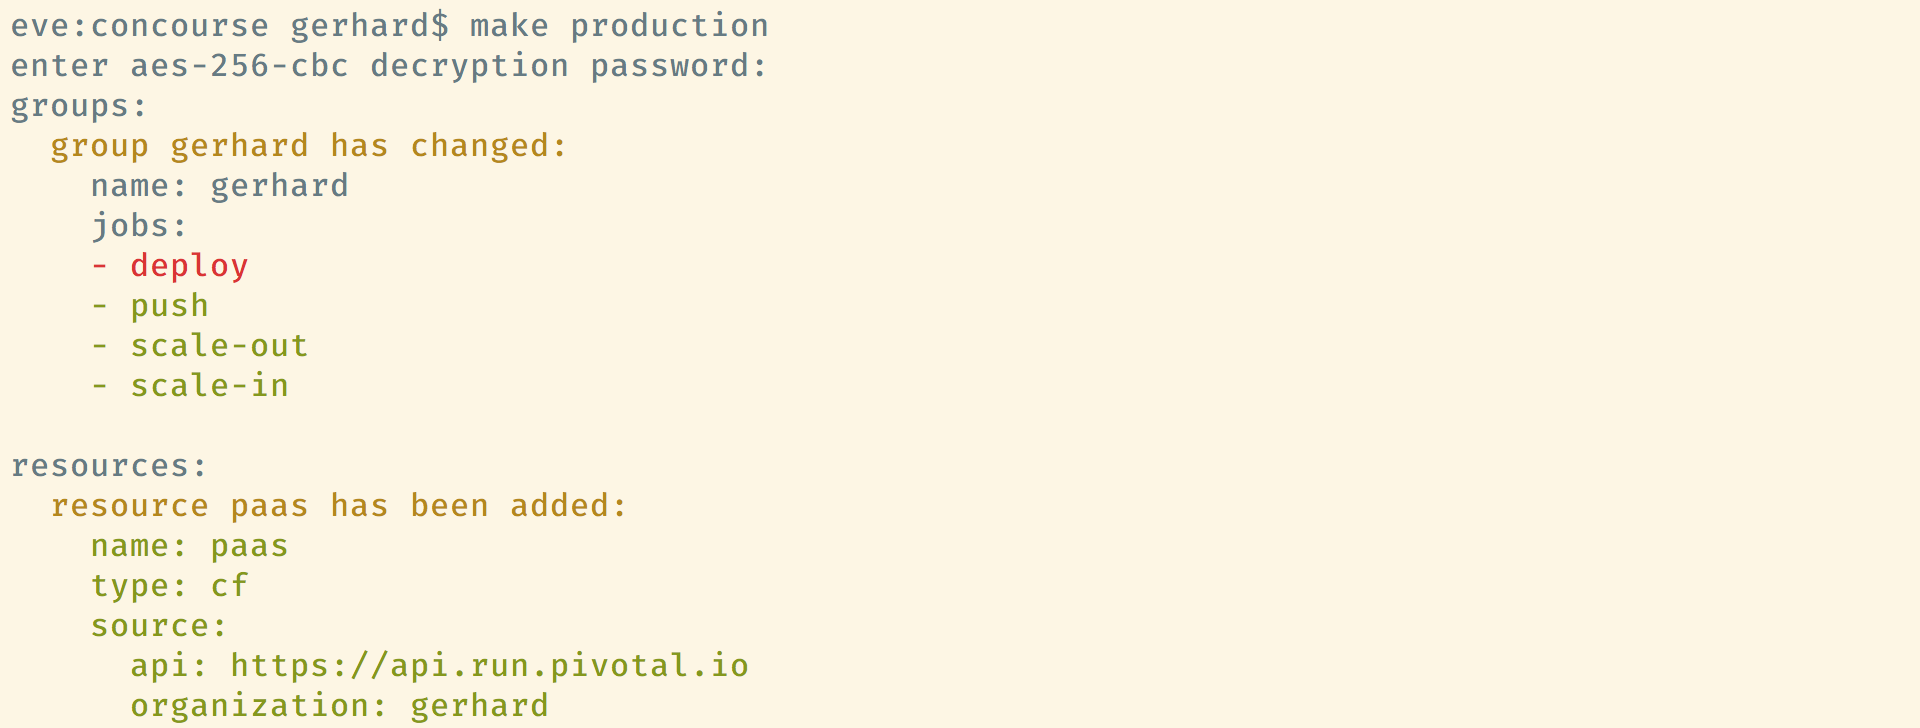 eve:concourse gerhard$ make production
enter aes-256-cbc decryption password:
groups:
  group gerhard has changed:
    name: gerhard
    jobs:
    - deploy
    - push
    - scale-out
    - scale-in

resources:
  resource paas has been added:
    name: paas
    type: cf
    source:
      api: https://api.run.pivotal.io
      organization: gerhard